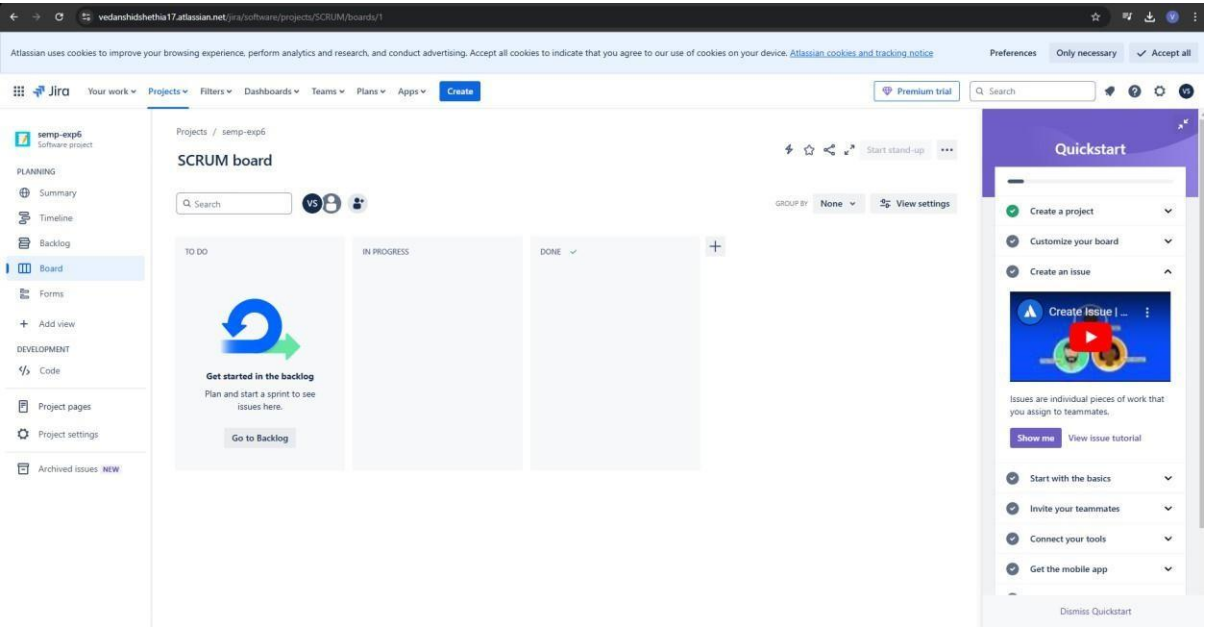 vedanshidshethia17.atlassian.net/jira/software/projects/SCRUM/boards/1
V
Atlassian uses cookies to improve your browsing experience, perform analytics and research, and conduct advertising. Accept all cookies to indicate that you agree to our use of cookies on your device. Atlassian cookies and tracking notice
Preferences Only necessary Accept all
Jira Your work Projects Filters Dashboards Teams Plans Apps Create Premium trial Search VS
semp-exp6
Software project
PLANNING
Summary
Timeline
Backlog
Board
Forms
Add view
DEVELOPMENT
Code
Project pages
Project settings
Archived issues NEW
Projects / semp-exp6
SCRUM board
Start stand-up
Search VS
GROUP BY None View settings
TO DO
IN PROGRESS
DONE
Get started in the backlog
Plan and start a sprint to see
issues here.
Go to Backlog
Quickstart
Create a project
Customize your board
Create an issue
Create Issue | ...
Issues are individual pieces of work that
you assign to teammates.
Show me View issue tutorial
Start with the basics
Invite your teammates
Connect your tools
Get the mobile app
Dismiss Quickstart